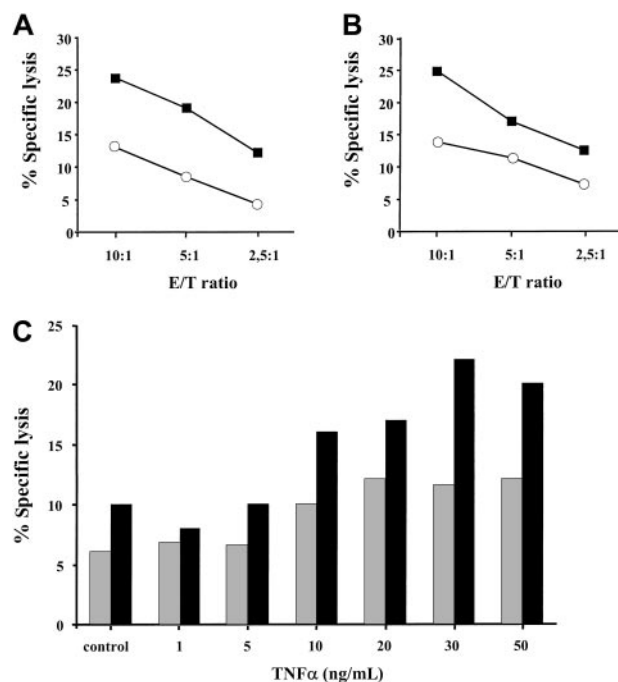 A
30
25
20
15
10
5
0
% Specific lysis
10:1 5:1 2,5:1
E/T ratio
B
30
25
20
15
10
5
0
% Specific lysis
10:1 5:1 2,5:1
E/T ratio
C
25
20
15
10
5
0
% Specific lysis
control 1 5 10 20 30 50
TNFα (ng/mL)